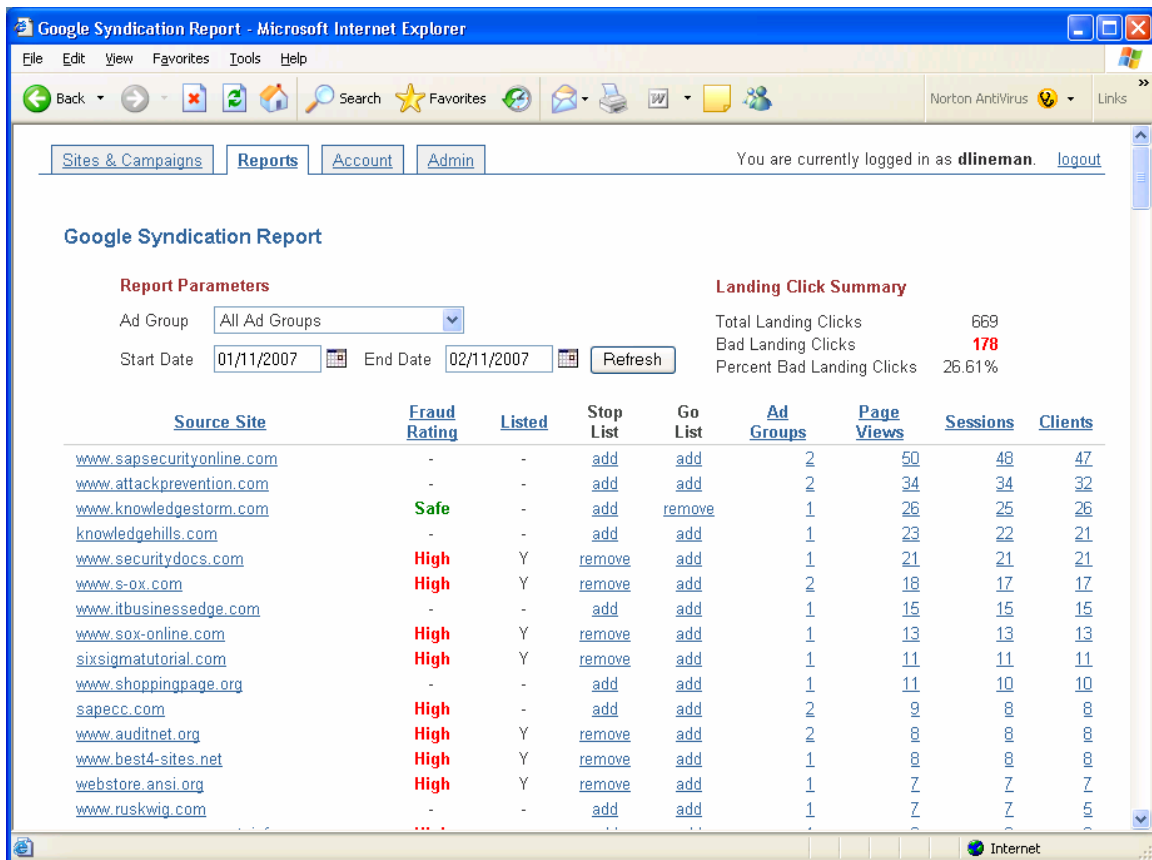 Google Syndication Report - Microsoft Internet Explorer
File Edit View Favorites Tools Help
Back Search Favorites Norton AntiVirus Links
Sites & Campaigns Reports Account Admin You are currently logged in as dlineman. logout
Google Syndication Report
Report Parameters Landing Click Summary
Ad Group All Ad Groups Total Landing Clicks 669
Bad Landing Clicks 178
Start Date 01/11/2007 End Date 02/11/2007 Refresh Percent Bad Landing Clicks 26.61%
Source Site Fraud Rating Listed Stop List Go List Ad Groups Page Views Sessions Clients
www.sapsecurityonline.com - - add add 2 50 48 47
www.attackprevention.com - - add add 2 34 34 32
www.knowledgestorm.com Safe - add remove 1 26 25 26
knowledgehills.com - - add add 1 23 22 21
www.securitydocs.com High Y remove add 1 21 21 21
www.s-ox.com High Y remove add 2 18 17 17
www.itbusinessedge.com - - add add 1 15 15 15
www.sox-online.com High Y remove add 1 13 13 13
sixsigmatutorial.com High Y remove add 1 11 11 11
www.shoppingpage.org - - add add 1 11 10 10
sapecc.com High - add add 2 9 8 8
www.auditnet.org High Y remove add 2 8 8 8
www.best4-sites.net High Y remove add 1 8 8 8
webstore.ansi.org High Y remove add 1 7 7 7
www.ruskwig.com - - add add 1 7 7 5
Internet